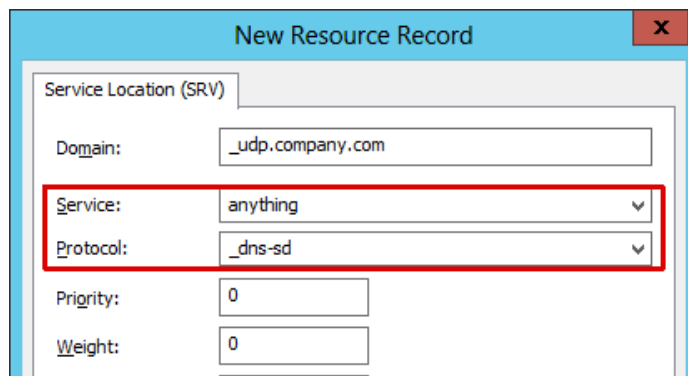 New Resource Record
x
Service Location (SRV)
Domain: _udp.company.com
Service: anything
Protocol: _dns-sd
Priority: 0
Weight: 0